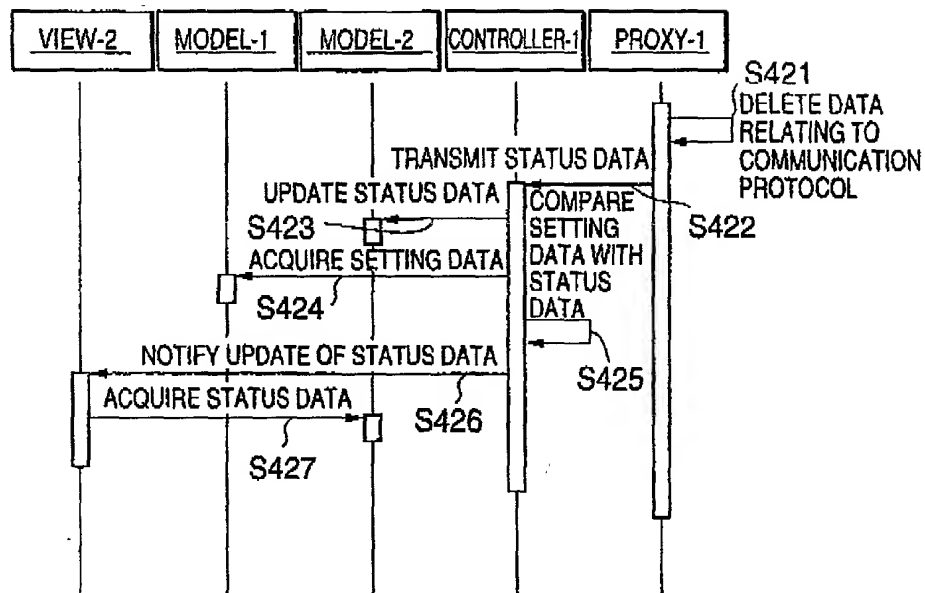 VIEW-2
MODEL-1
MODEL-2
CONTROLLER-1
PROXY-1
S421
DELETE DATA
RELATING TO
COMMUNICATION
PROTOCOL
TRANSMIT STATUS DATA
S422
UPDATE STATUS DATA
S423
COMPARE
SETTING
DATA WITH
STATUS
DATA
ACQUIRE SETTING DATA
S424
S425
NOTIFY UPDATE OF STATUS DATA
S426
ACQUIRE STATUS DATA
S427